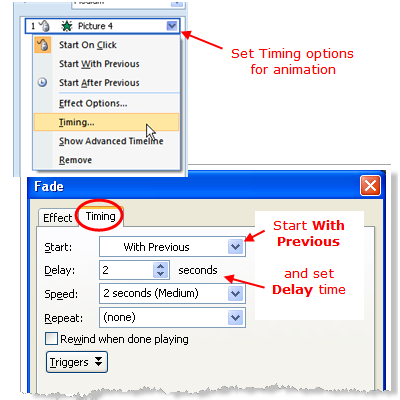 1 Picture 4
Start On Click
Start With Previous
Start After Previous
Effect Options...
Timing...
Show Advanced Timeline
Remove
Set Timing options
for animation
Fade
Effect Timing
Start: With Previous
Delay: 2 seconds
Speed: 2 seconds (Medium)
Repeat: (none)
Rewind when done playing
Triggers
Start With
Previous
and set
Delay time